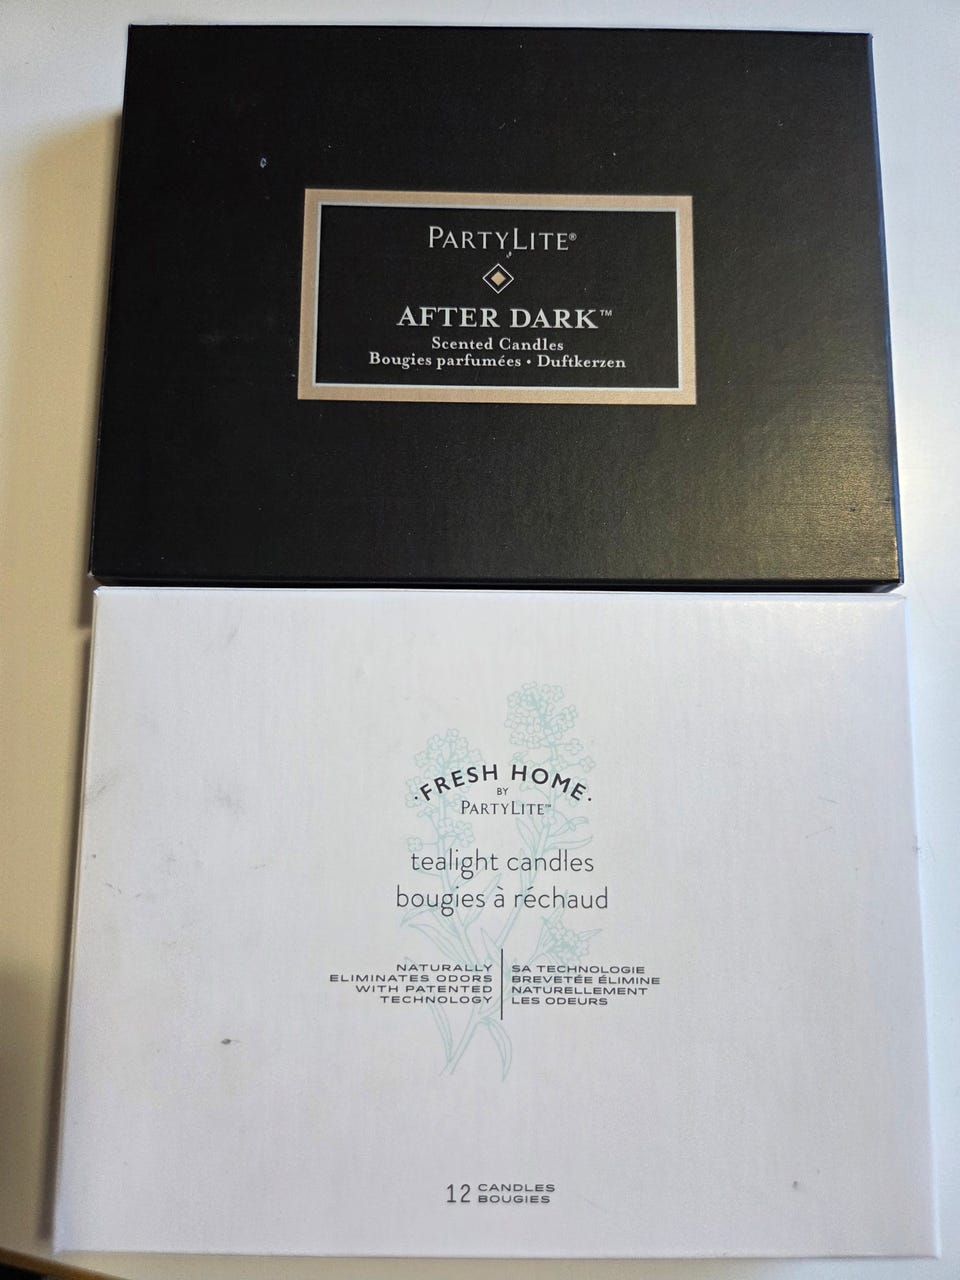 PARTYLITE®
AFTER DARK™
Scented Candles
Bougies parfumées • Duftkerzen
·FRESH HOME·
BY
PARTYLITE™
tealight candles
bougies à réchaud
NATURALLY
ELIMINATES ODORS
WITH PATENTED
TECHNOLOGY
SA TECHNOLOGIE
BREVETÉE ÉLIMINE
NATURELLEMENT
LES ODEURS
12 CANDLES
BOUGIES